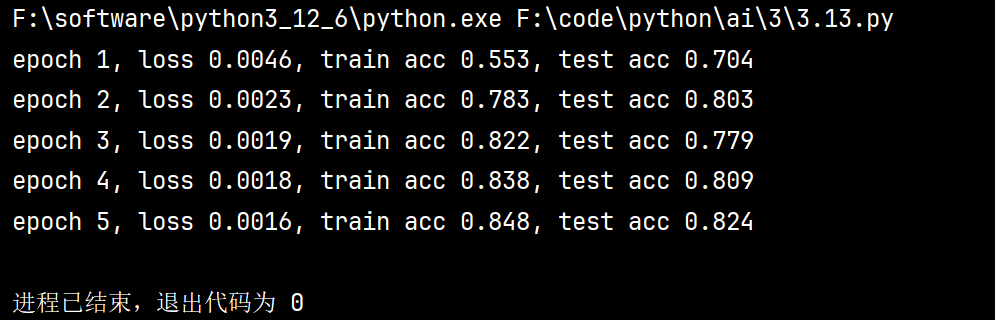 F:\software\python3_12_6\python.exe F:\code\python\ai\3\3.13.py
epoch 1, loss 0.0046, train acc 0.553, test acc 0.704
epoch 2, loss 0.0023, train acc 0.783, test acc 0.803
epoch 3, loss 0.0019, train acc 0.822, test acc 0.779
epoch 4, loss 0.0018, train acc 0.838, test acc 0.809
epoch 5, loss 0.0016, train acc 0.848, test acc 0.824
进程已结束，退出代码为 0